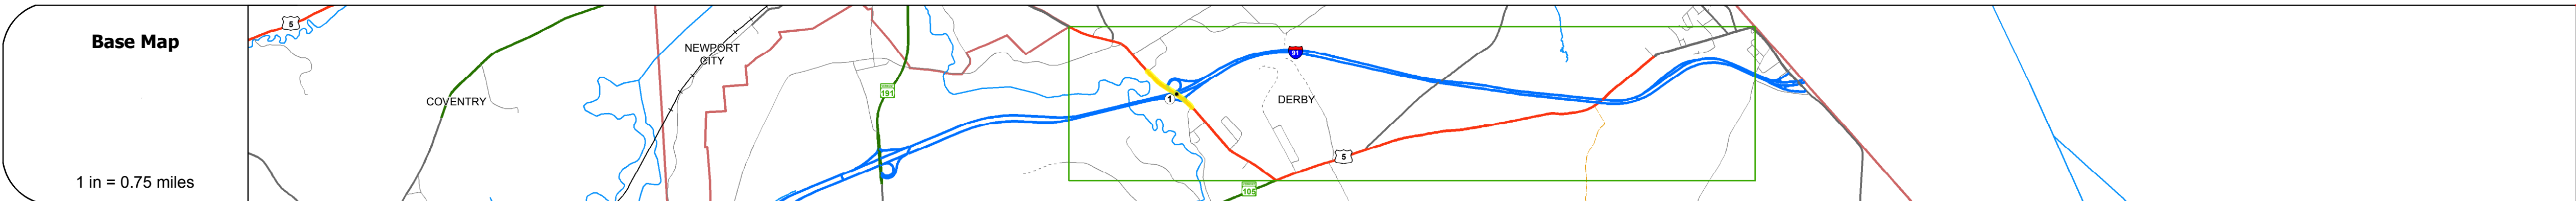 Base Map
1 in = 0.75 miles
5
COVENTRY
NEWPORT
CITY
191
1
91
DERBY
5
105